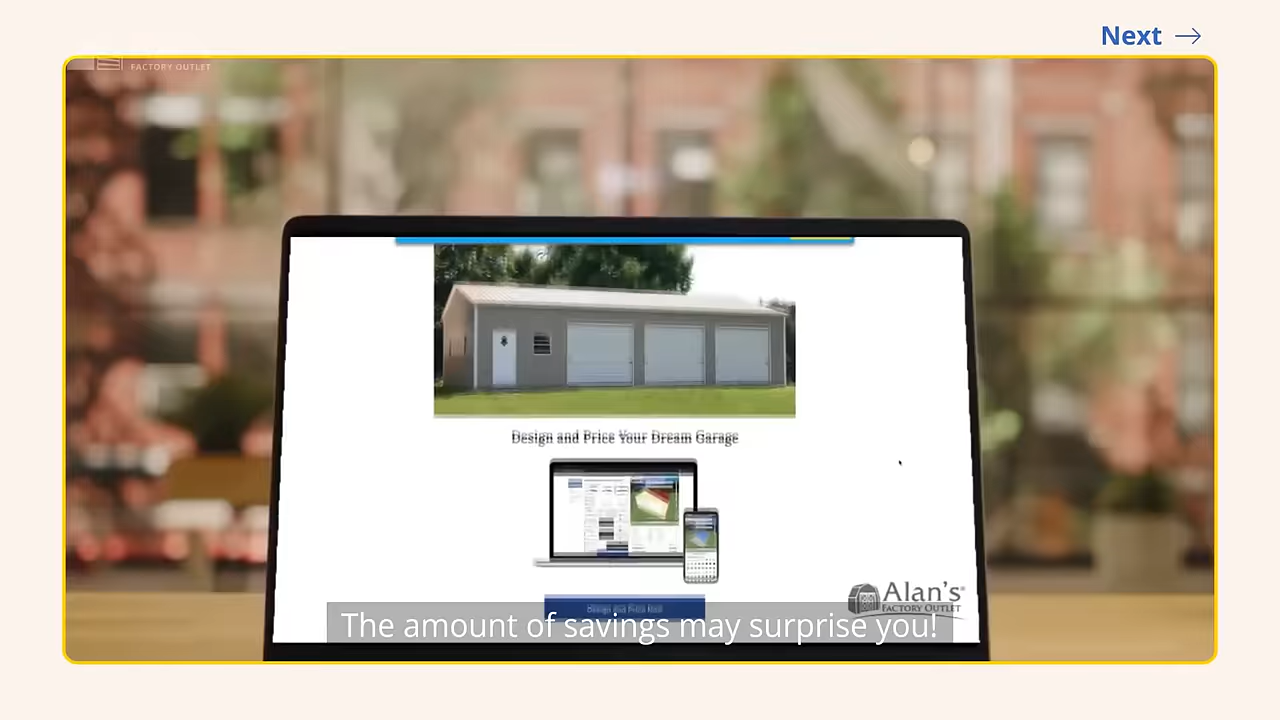 Next
FACTORY OUTLET
Design and Price Your Dream Garage
Alan's
FACTORY OUTLET
The amount of savings may surprise you!